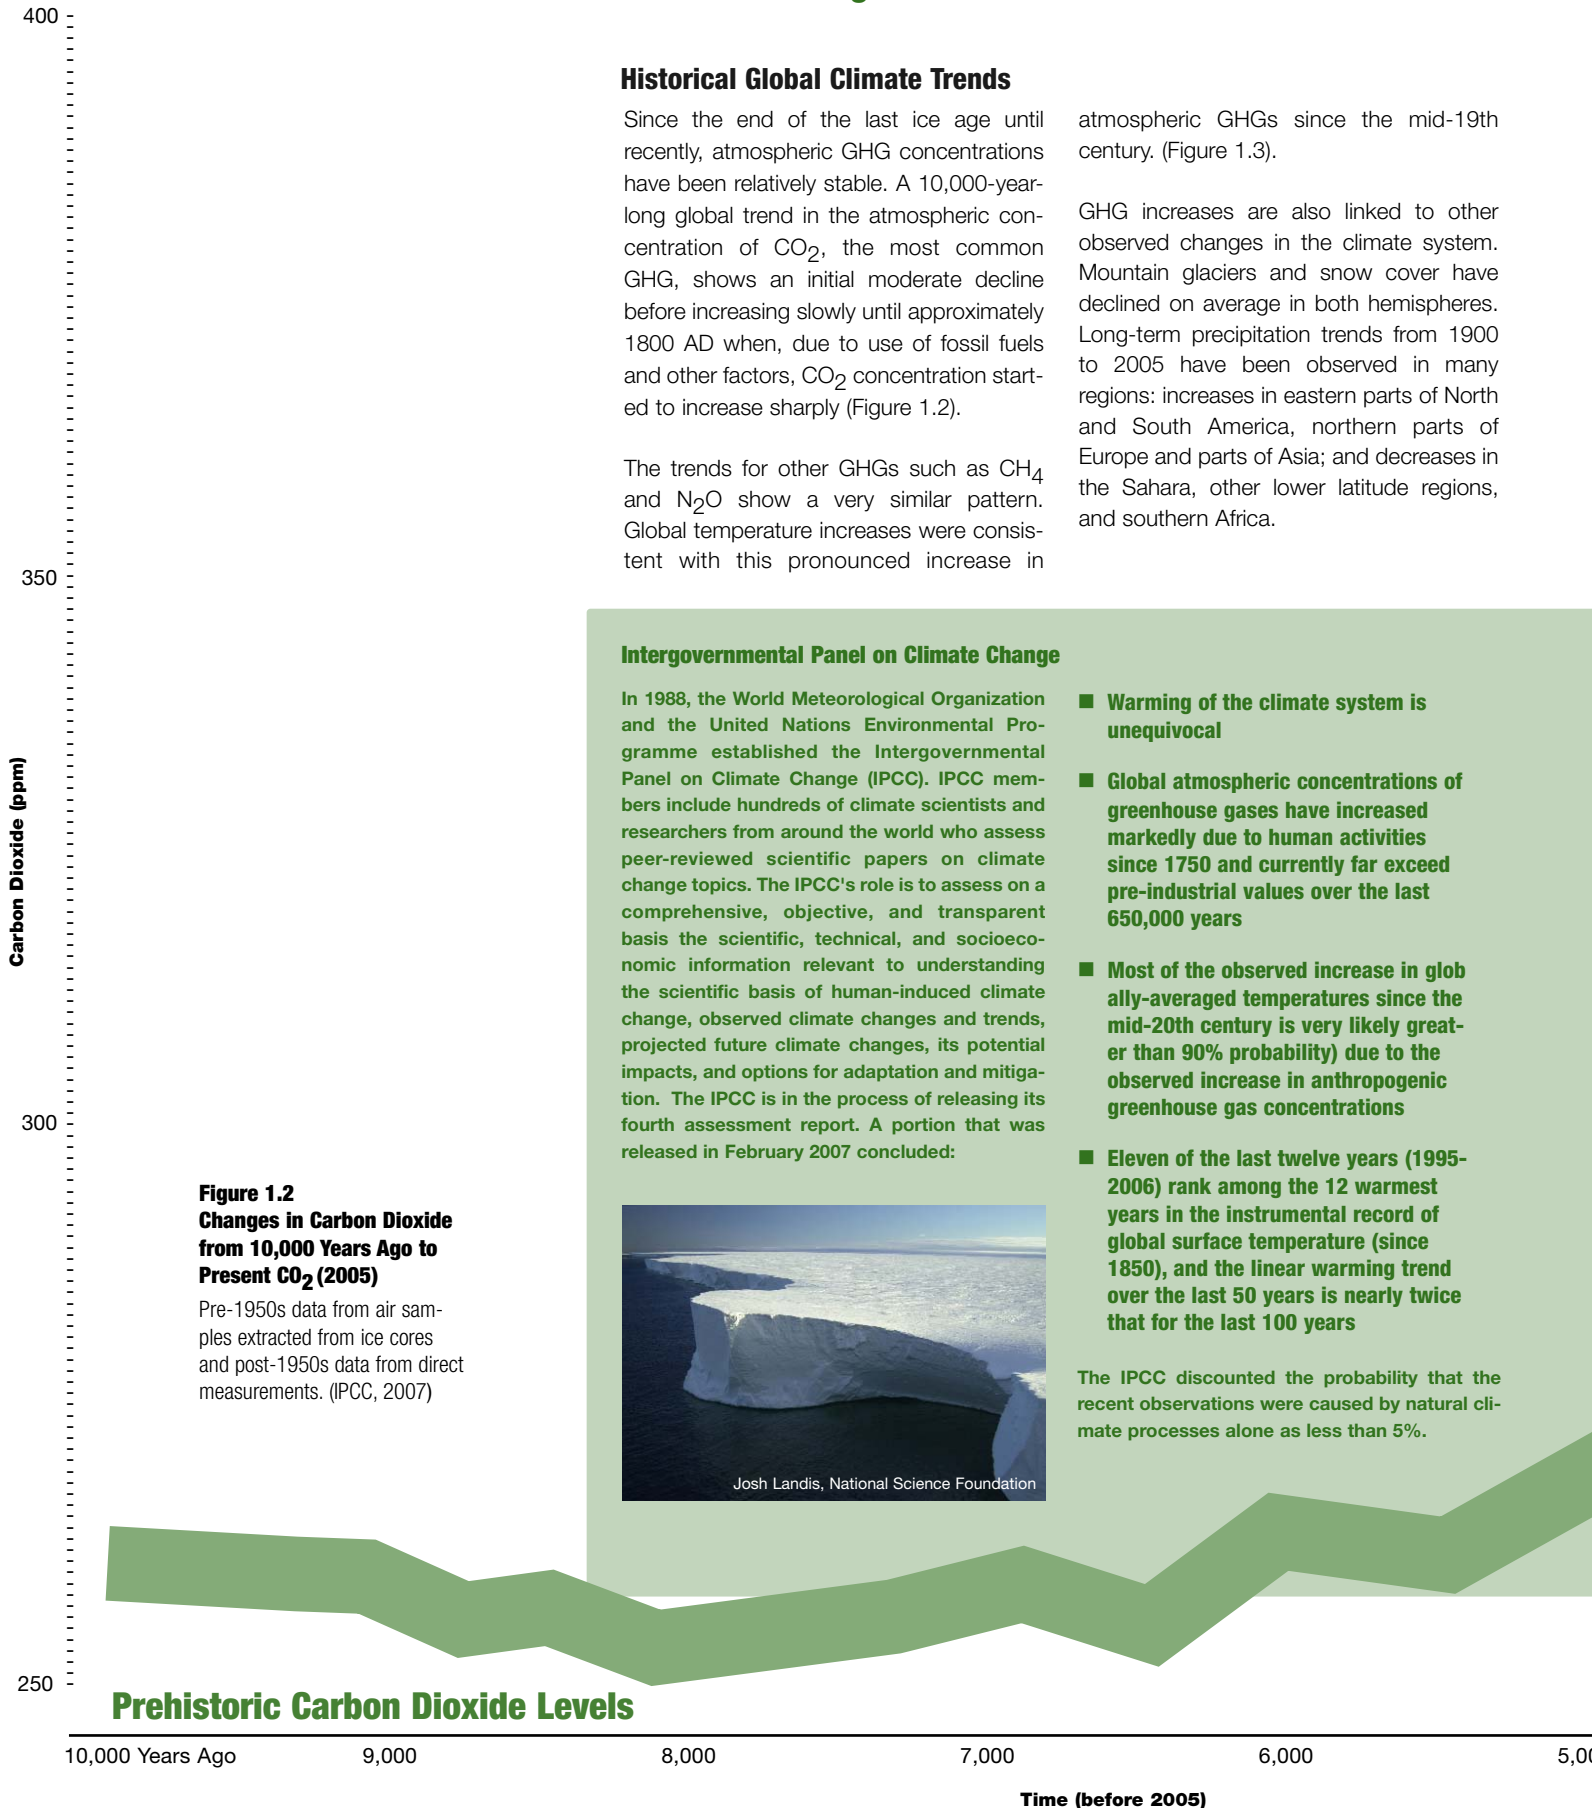 400
350
300
250
Carbon Dioxide (ppm)
Historical Global Climate Trends
Since the end of the last ice age until
recently, atmospheric GHG concentrations
have been relatively stable. A 10,000-year-
long global trend in the atmospheric con-
centration of CO2, the most common
GHG, shows an initial moderate decline
before increasing slowly until approximately
1800 AD when, due to use of fossil fuels
and other factors, CO2 concentration start-
ed to increase sharply (Figure 1.2).
The trends for other GHGs such as CH4
and N2O show a very similar pattern.
Global temperature increases were consis-
tent with this pronounced increase in
atmospheric GHGs since the mid-19th
century. (Figure 1.3).
GHG increases are also linked to other
observed changes in the climate system.
Mountain glaciers and snow cover have
declined on average in both hemispheres.
Long-term precipitation trends from 1900
to 2005 have been observed in many
regions: increases in eastern parts of North
and South America, northern parts of
Europe and parts of Asia; and decreases in
the Sahara, other lower latitude regions,
and southern Africa.
Intergovernmental Panel on Climate Change
In 1988, the World Meteorological Organization
and the United Nations Environmental Pro-
gramme established the Intergovernmental
Panel on Climate Change (IPCC). IPCC mem-
bers include hundreds of climate scientists and
researchers from around the world who assess
peer-reviewed scientific papers on climate
change topics. The IPCC's role is to assess on a
comprehensive, objective, and transparent
basis the scientific, technical, and socioeco-
nomic information relevant to understanding
the scientific basis of human-induced climate
change, observed climate changes and trends,
projected future climate changes, its potential
impacts, and options for adaptation and mitiga-
tion. The IPCC is in the process of releasing its
fourth assessment report. A portion that was
released in February 2007 concluded:
■ Warming of the climate system is
unequivocal
■ Global atmospheric concentrations of
greenhouse gases have increased
markedly due to human activities
since 1750 and currently far exceed
pre-industrial values over the last
650,000 years
■ Most of the observed increase in glob
ally-averaged temperatures since the
mid-20th century is very likely great-
er than 90% probability) due to the
observed increase in anthropogenic
greenhouse gas concentrations
■ Eleven of the last twelve years (1995-
2006) rank among the 12 warmest
years in the instrumental record of
global surface temperature (since
1850), and the linear warming trend
over the last 50 years is nearly twice
that for the last 100 years
The IPCC discounted the probability that the
recent observations were caused by natural cli-
mate processes alone as less than 5%.
Josh Landis, National Science Foundation
Figure 1.2
Changes in Carbon Dioxide
from 10,000 Years Ago to
Present CO2 (2005)
Pre-1950s data from air sam-
ples extracted from ice cores
and post-1950s data from direct
measurements. (IPCC, 2007)
Prehistoric Carbon Dioxide Levels
10,000 Years Ago 9,000 8,000 7,000 6,000
Time (before 2005)